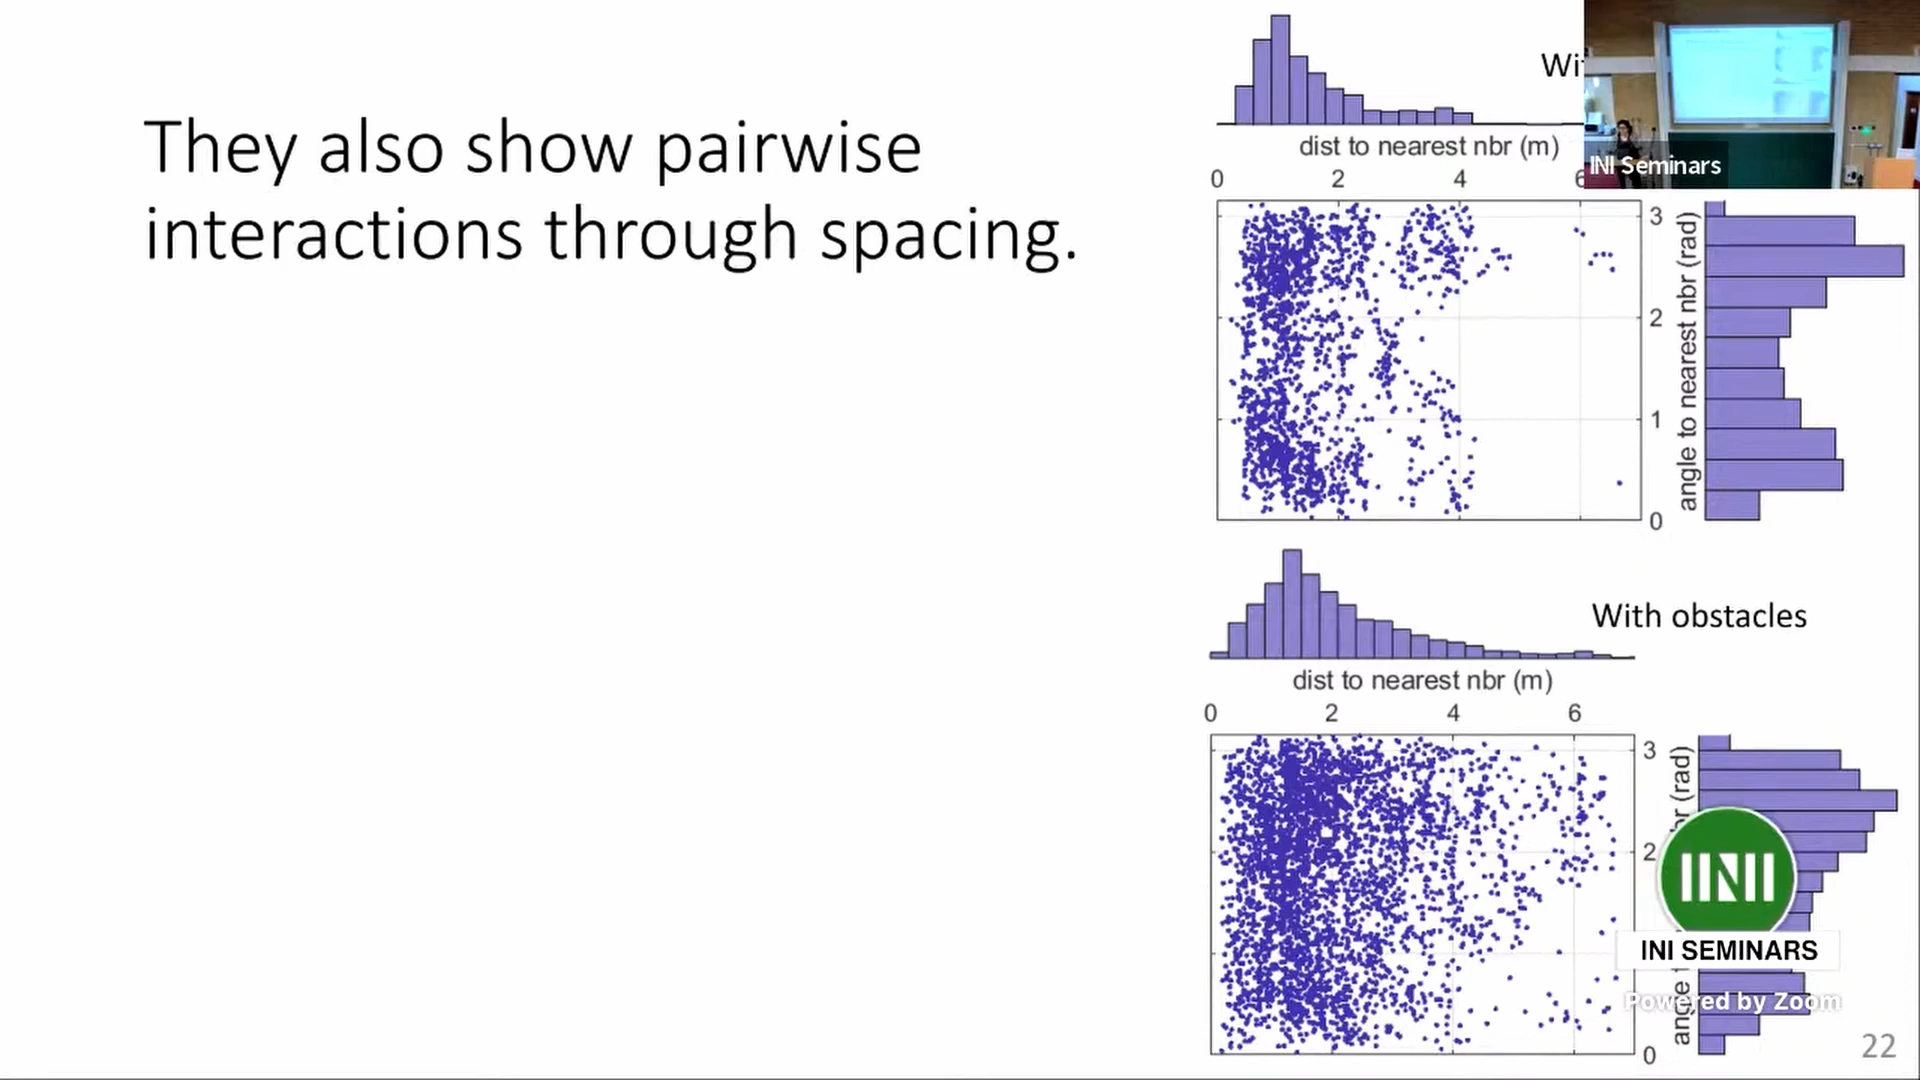 They also show pairwise
interactions through spacing.
dist to nearest nbr (m)
0 2 4 6
INI Seminars
3
2
1
0
angle to nearest nbr (rad)
With obstacles
dist to nearest nbr (m)
0 2 4 6
3
2
0
INI SEMINARS
Powered by Zoom
22